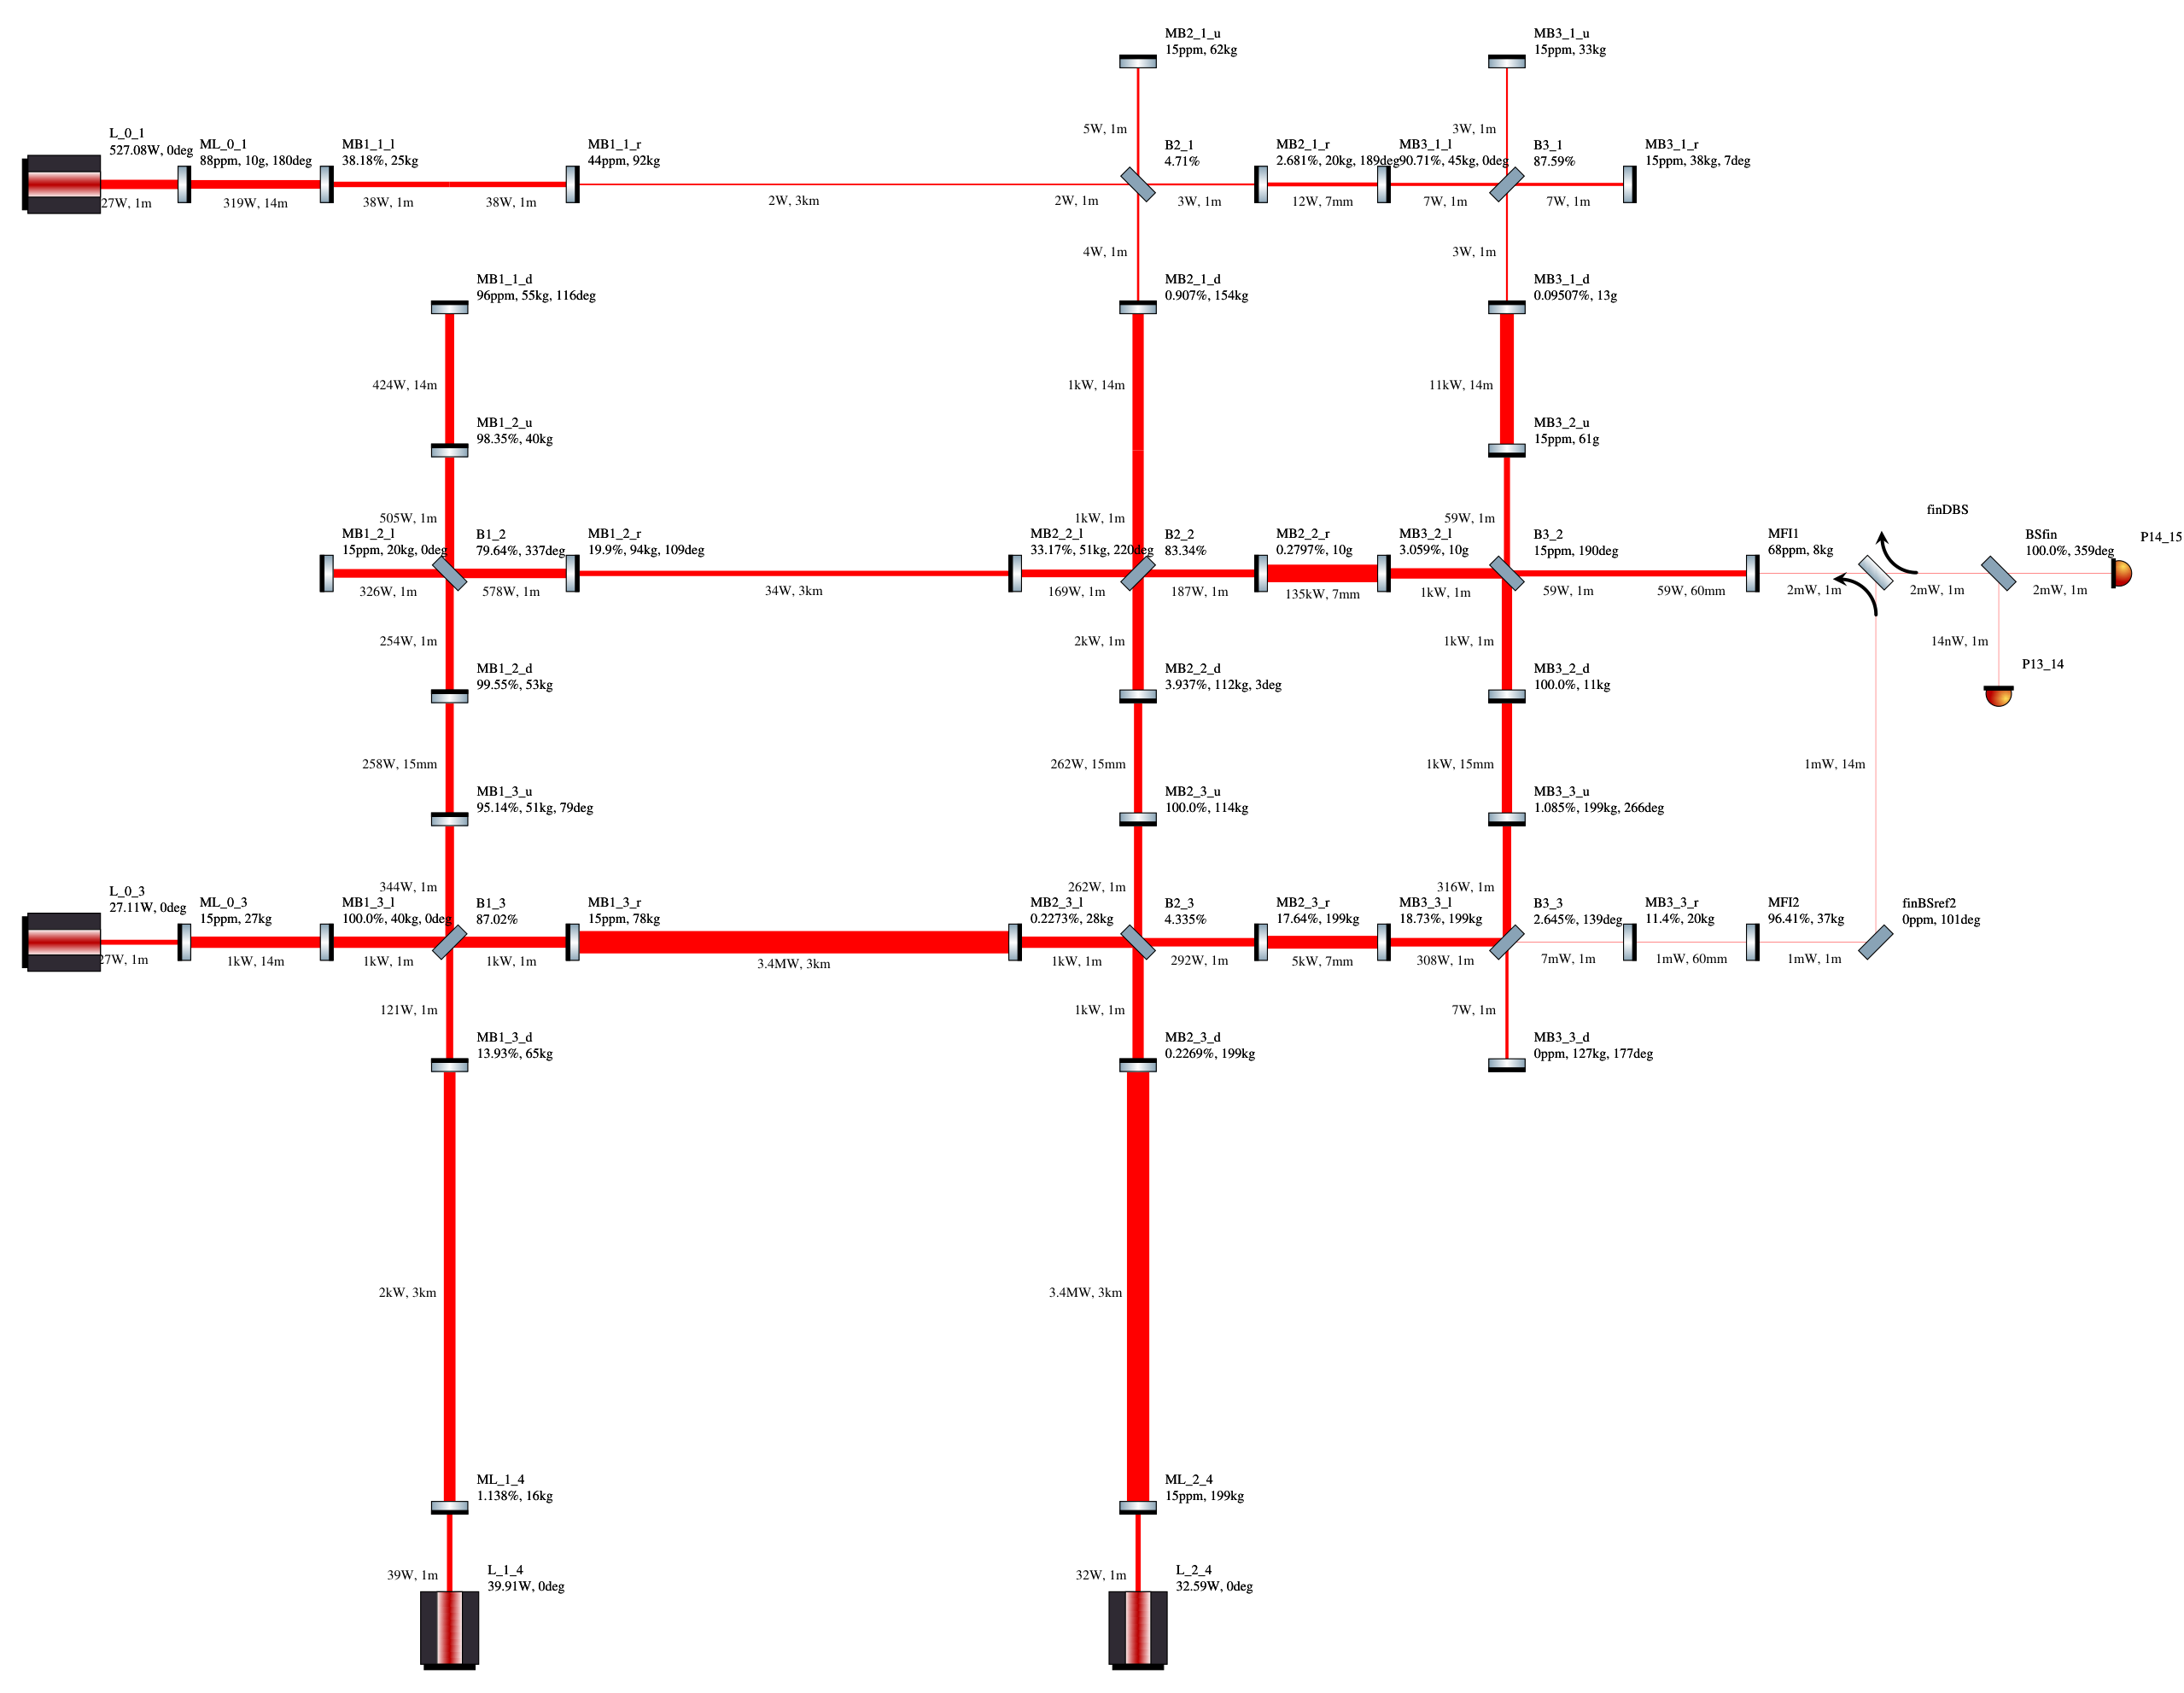 MB2_1_u
15ppm, 62kg
MB3_1_u
15ppm, 33kg
5W, 1m
3W, 1m
L_0_1
527.08W, 0deg
ML_0_1
88ppm, 10g, 180deg
MB1_1_l
38.18%, 25kg
MB1_1_r
44ppm, 92kg
B2_1
4.71%
MB2_1_r
2.681%, 20kg, 189deg
MB3_1_l
90.71%, 45kg, 0deg
B3_1
87.59%
MB3_1_r
15ppm, 38kg, 7deg
27W, 1m
319W, 14m
38W, 1m
38W, 1m
2W, 3km
2W, 1m
3W, 1m
12W, 7mm
7W, 1m
7W, 1m
4W, 1m
3W, 1m
MB1_1_d
96ppm, 55kg, 116deg
MB2_1_d
0.907%, 154kg
MB3_1_d
0.09507%, 13g
424W, 14m
1kW, 14m
11kW, 14m
MB1_2_u
98.35%, 40kg
MB3_2_u
15ppm, 61g
505W, 1m
1kW, 1m
59W, 1m
finDBS
MB1_2_l
15ppm, 20kg, 0deg
B1_2
79.64%, 337deg
MB1_2_r
19.9%, 94kg, 109deg
MB2_2_l
33.17%, 51kg, 220deg
B2_2
83.34%
MB2_2_r
0.2797%, 10g
MB3_2_l
3.059%, 10g
B3_2
15ppm, 190deg
MFI1
68ppm, 8kg
BSfin
100.0%, 359deg
P14_15
326W, 1m
578W, 1m
34W, 3km
169W, 1m
187W, 1m
135kW, 7mm
1kW, 1m
59W, 1m
59W, 60mm
2mW, 1m
2mW, 1m
2mW, 1m
254W, 1m
2kW, 1m
1kW, 1m
14nW, 1m
MB1_2_d
99.55%, 53kg
MB2_2_d
3.937%, 112kg, 3deg
MB3_2_d
100.0%, 11kg
P13_14
258W, 15mm
262W, 15mm
1kW, 15mm
1mW, 14m
MB1_3_u
95.14%, 51kg, 79deg
MB2_3_u
100.0%, 114kg
MB3_3_u
1.085%, 199kg, 266deg
344W, 1m
262W, 1m
316W, 1m
L_0_3
27.11W, 0deg
ML_0_3
15ppm, 27kg
MB1_3_l
100.0%, 40kg, 0deg
B1_3
87.02%
MB1_3_r
15ppm, 78kg
MB2_3_l
0.2273%, 28kg
B2_3
4.335%
MB2_3_r
17.64%, 199kg
MB3_3_l
18.73%, 199kg
B3_3
2.645%, 139deg
MB3_3_r
11.4%, 20kg
MFI2
96.41%, 37kg
finBSref2
0ppm, 101deg
27W, 1m
1kW, 14m
1kW, 1m
1kW, 1m
3.4MW, 3km
1kW, 1m
292W, 1m
5kW, 7mm
308W, 1m
7mW, 1m
1mW, 60mm
1mW, 1m
121W, 1m
1kW, 1m
7W, 1m
MB1_3_d
13.93%, 65kg
MB2_3_d
0.2269%, 199kg
MB3_3_d
0ppm, 127kg, 177deg
2kW, 3km
3.4MW, 3km
ML_1_4
1.138%, 16kg
ML_2_4
15ppm, 199kg
39W, 1m
L_1_4
39.91W, 0deg
32W, 1m
L_2_4
32.59W, 0deg